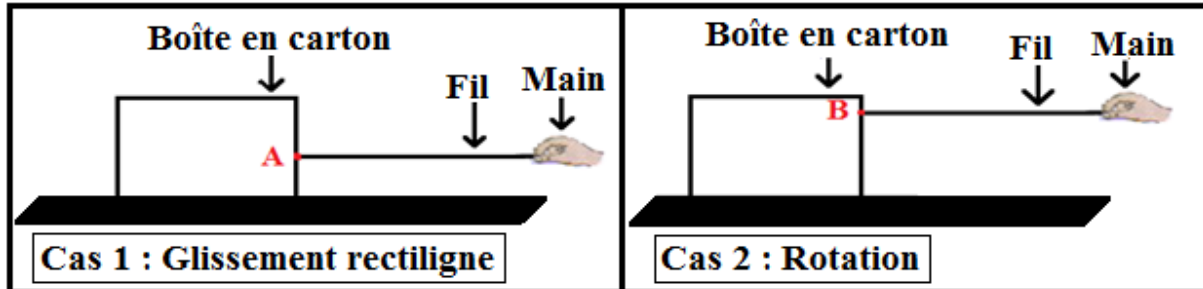 Boîte en carton
Fil
Main
A
Cas 1 : Glissement rectiligne
Boîte en carton
Fil
Main
B
Cas 2 : Rotation